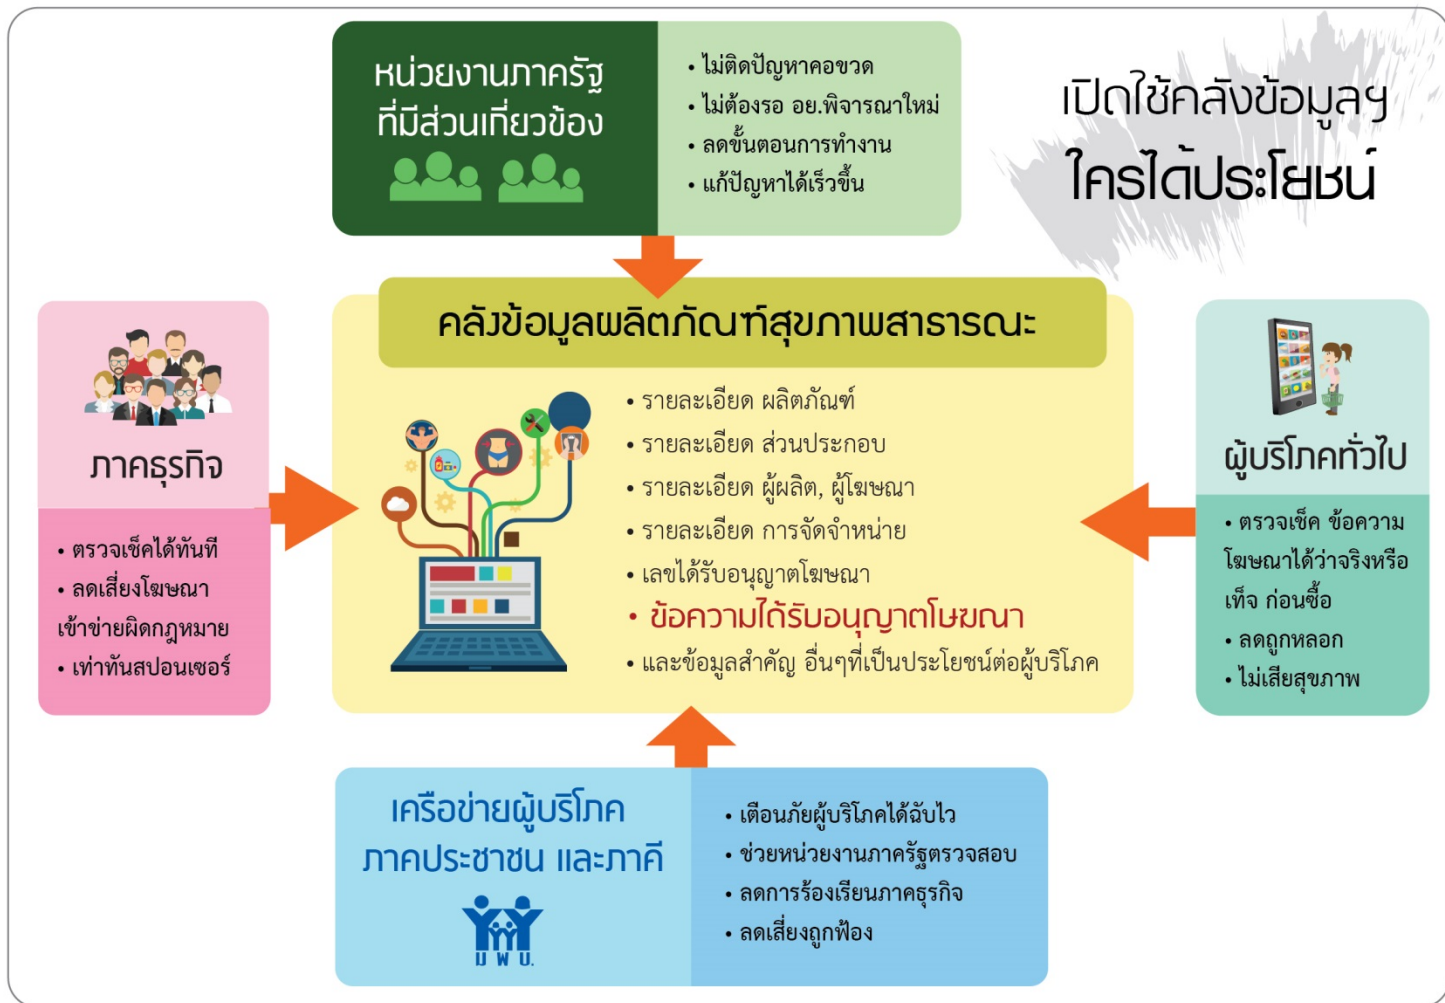 เปิดใช้คลังข้อมูลฯ
ใครได้ประโยชน์
หน่วยงานภาครัฐ
ที่มีส่วนเกี่ยวข้อง
• ไม่ติดปัญหาคอขวด
• ไม่ต้องรอ อย.พิจารณาใหม่
• ลดขั้นตอนการทำงาน
• แก้ปัญหาได้เร็วขึ้น
คลังข้อมูลผลิตภัณฑ์สุขภาพสาธารณะ
• รายละเอียด ผลิตภัณฑ์
• รายละเอียด ส่วนประกอบ
• รายละเอียด ผู้ผลิต, ผู้โฆษณา
• รายละเอียด การจัดจำหน่าย
• เลขได้รับอนุญาตโฆษณา
• ข้อความได้รับอนุญาตโษฆณา
• และข้อมูลสำคัญ อื่นๆที่เป็นประโยชน์ต่อผู้บริโภค
ภาคธุรกิจ
• ตรวจเช็คได้ทันที
• ลดเสี่ยงโฆษณา
เข้าข่ายผิดกฎหมาย
• เท่าทันสปอนเซอร์
ผู้บริโภคทั่วไป
• ตรวจเช็ค ข้อความ
โฆษณาได้ว่าจริงหรือ
เท็จ ก่อนซื้อ
• ลดถูกหลอก
• ไม่เสียสุขภาพ
เครือข่ายผู้บริโภค
ภาคประชาชน และภาคี
ม พ บ.
• เตือนภัยผู้บริโภคได้ฉับไว
• ช่วยหน่วยงานภาครัฐตรวจสอบ
• ลดการร้องเรียนภาคธุรกิจ
• ลดเสี่ยงถูกฟ้อง